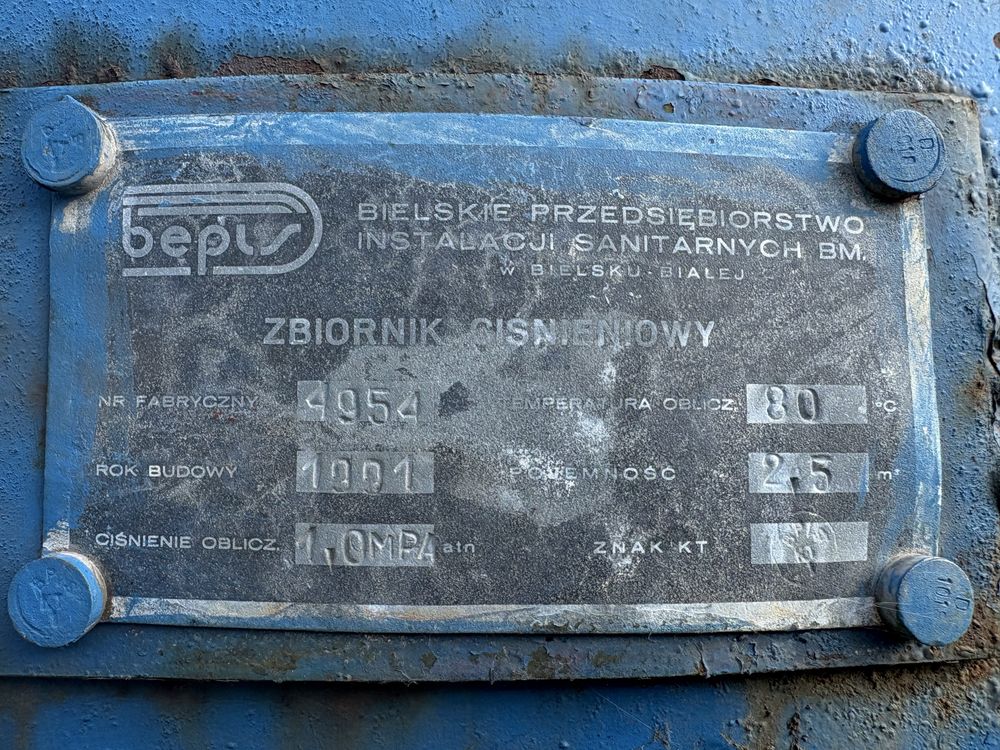 bępis
BIELSKIE PRZEDSIĘBIORSTWO
INSTALACJI SANITARNYCH BM.
W BIELSKU-BIAŁEJ
ZBIORNIK CIŚNIENIOWY
NR FABRYCZNY 4954 TEMPERATURA OBLICZ. 80 °C
ROK BUDOWY 1991 POJEMNOŚĆ 2,5 m³
CIŚNIENIE OBLICZ. 1,0MPA atn ZNAK KT